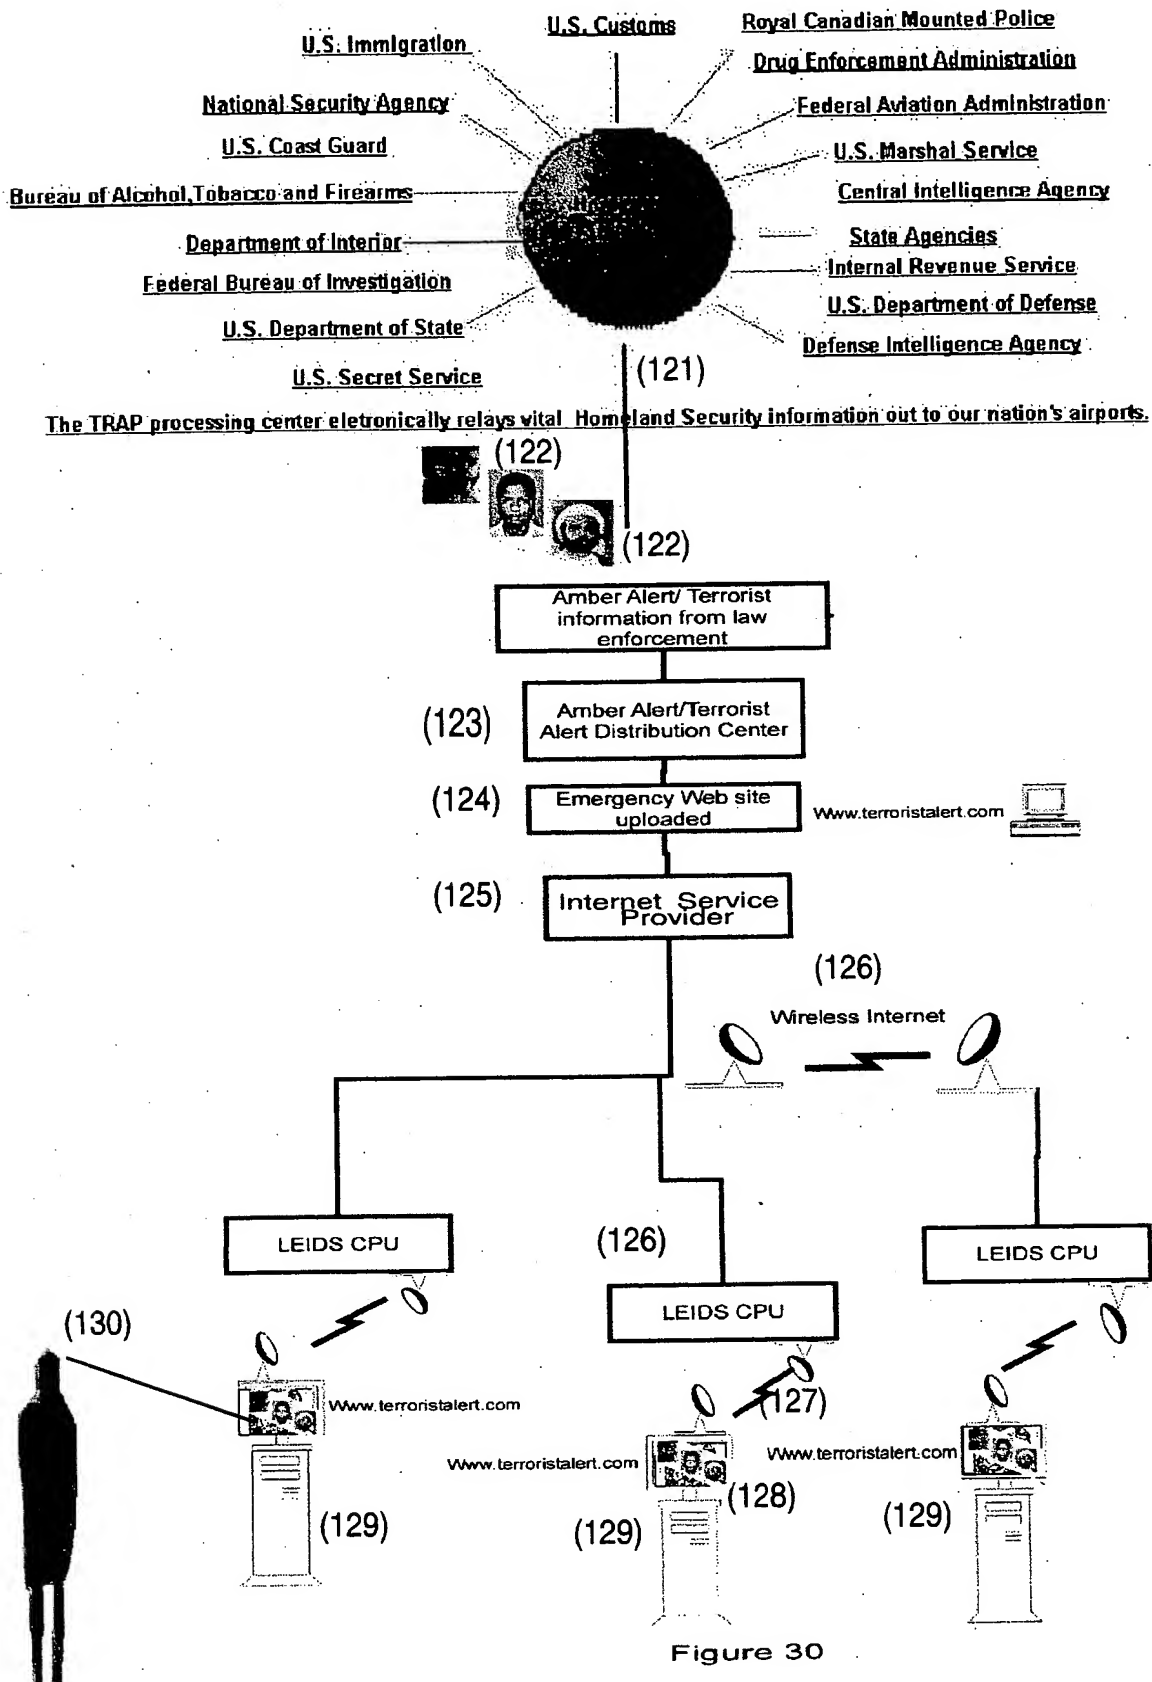 U.S. Customs
Royal Canadian Mounted Police
U.S. Immigration
Drug Enforcement Administration
National Security Agency
Federal Aviation Administration
U.S. Coast Guard
U.S. Marshal Service
Bureau of Alcohol,Tobacco and Firearms
Central Intelligence Agency
Department of Interior
State Agencies
Federal Bureau of Investigation
Internal Revenue Service
U.S. Department of State
U.S. Department of Defense
Defense Intelligence Agency
U.S. Secret Service
(121)
The TRAP processing center eletronically relays vital Homeland Security information out to our nation's airports.
(122)
(122)
Amber Alert/ Terrorist
information from law
enforcement
(123)
Amber Alert/Terrorist
Alert Distribution Center
(124)
Emergency Web site
uploaded
Www.terroristalert.com
(125)
Internet Service
Provider
(126)
Wireless Internet
LEIDS CPU
(126)
LEIDS CPU
LEIDS CPU
(130)
Www.terroristalert.com
(127)
Www.terroristalert.com
Www.terroristalert.com
(128)
(129)
(129)
(129)
Figure 30